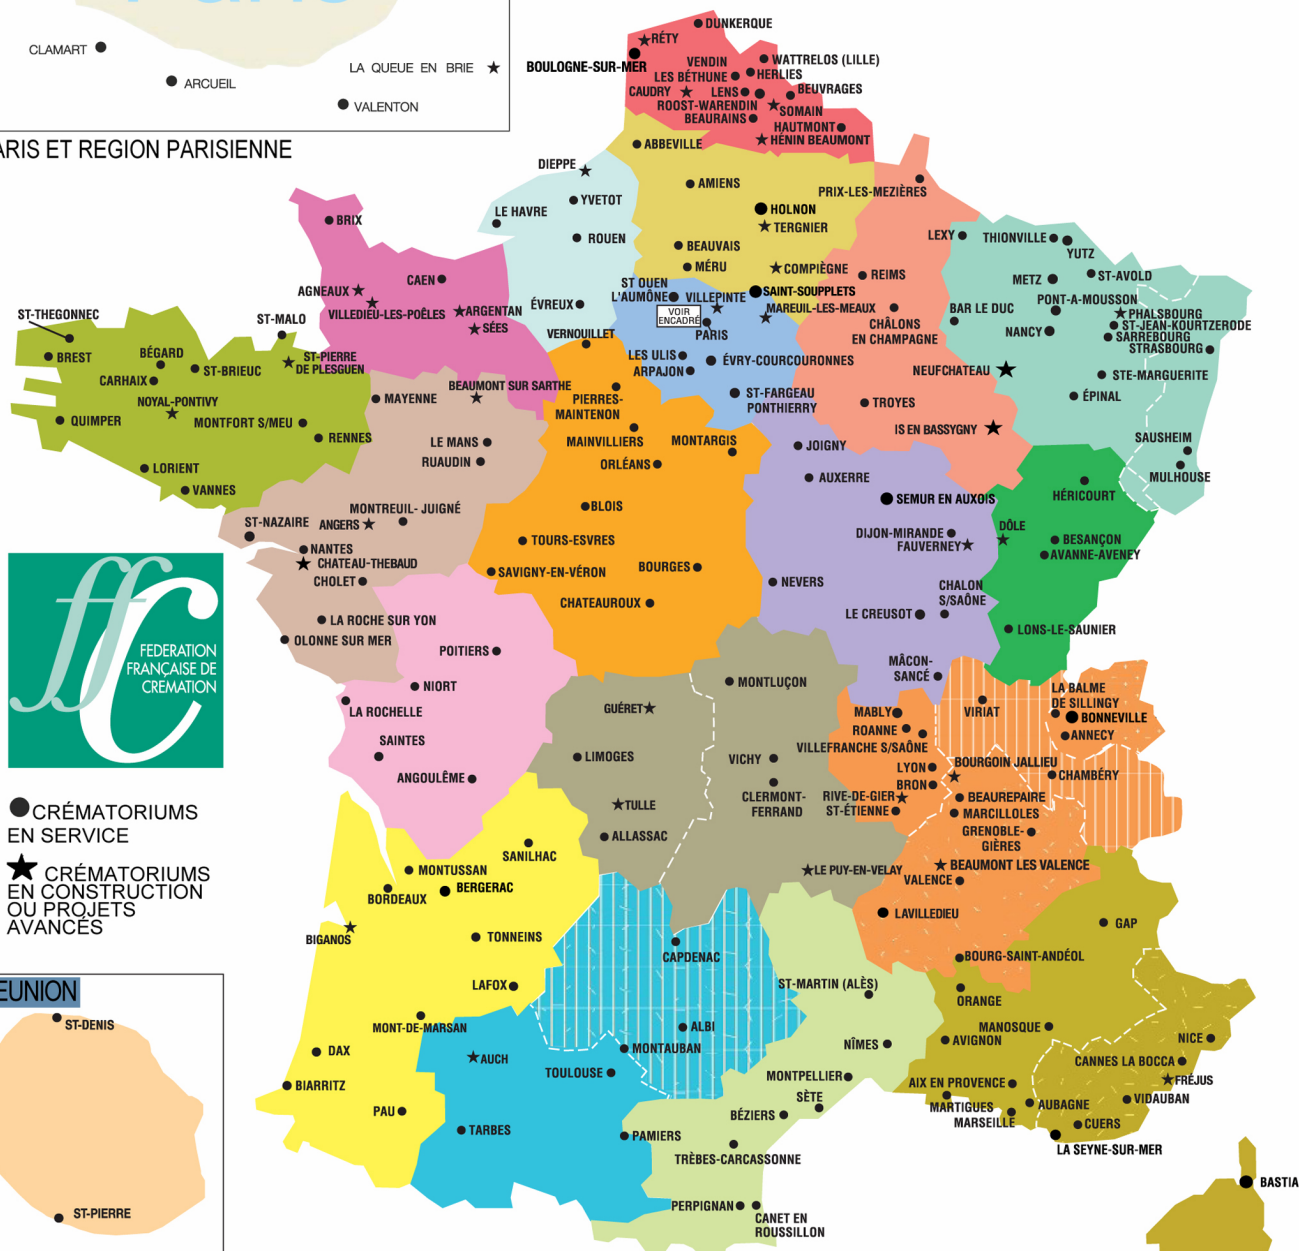 CLAMART
ARCUEIL
LA QUEUE EN BRIE
VALENTON
ARIS ET REGION PARISIENNE
DUNKERQUE
RÉTY
BOULOGNE-SUR-MER
WATTRELOS (LILLE)
VENDIN
LES BÉTHUNE
HERLIES
CAUDRY
LENS
BEUVRAGES
ROOST-WARENDIN
SOMAIN
BEAURAINS
HAUTMONT
HÉNIN BEAUMONT
ABBEVILLE
DIEPPE
AMIENS
PRIX-LES-MEZIÈRES
YVETOT
LE HAVRE
HOLNON
TERGNIER
BRIX
ROUEN
BEAUVAIS
LEXY
THIONVILLE
YUTZ
MÉRU
COMPIÈGNE
REIMS
METZ
ST-AVOLD
CAEN
ST OUEN
L'AUMÔNE
VILLEPINTE
SAINT-SOUPPLETS
AGNEAUX
PONT-A-MOUSSON
ÉVREUX
MAREUIL-LES-MEAUX
BAR LE DUC
VILLEDIEU-LES-POÊLES
ARGENTAN
PHALSBOURG
VOIR
ENCADRÉ
ST-THEGONNEC
ST-MALO
SÉES
VERNOUILLET
PARIS
CHÂLONS
EN CHAMPAGNE
NANCY
ST-JEAN-KOURTZERODE
SARREBOURG
STRASBOURG
BREST
BÉGARD
ST-BRIEUC
ST-PIERRE
DE PLESGUEN
LES ULIS
ARPAJON
ÉVRY-COURCOURONNES
NEUFCHATEAU
STE-MARGUERITE
CARHAIX
BEAUMONT SUR SARTHE
NOYAL-PONTIVY
MAYENNE
PIERRES-
MAINTENON
ST-FARGEAU
PONTHIERRY
TROYES
ÉPINAL
QUIMPER
MONTFORT S/MEU
RENNES
LE MANS
RUAUDIN
MAINVILLIERS
MONTARGIS
IS EN BASSYGNY
JOIGNY
SAUSHEIM
LORIENT
ORLÉANS
AUXERRE
MULHOUSE
VANNES
HÉRICOURT
SEMUR EN AUXOIS
MONTREUIL- JUIGNÉ
BLOIS
ST-NAZAIRE
ANGERS
DIJON-MIRANDE
DÔLE
NANTES
TOURS-ESVRES
FAUVERNEY
BESANÇON
AVANNE-AVENEY
CHATEAU-THEBAUD
CHOLET
SAVIGNY-EN-VÉRON
BOURGES
NEVERS
CHALON
S/SAÔNE
CHATEAUROUX
LE CREUSOT
LA ROCHE SUR YON
LONS-LE-SAUNIER
OLONNE SUR MER
POITIERS
FEDERATION
FRANÇAISE DE
CREMATION
ffC
MÂCON-
SANCÉ
NIORT
MONTLUÇON
LA BALME
DE SILLINGY
LA ROCHELLE
GUÉRET
MABLY
VIRIAT
BONNEVILLE
ROANNE
ANNECY
SAINTES
VILLEFRANCHE S/SAÔNE
LIMOGES
VICHY
BOURGOIN JALLIEU
ANGOULÊME
LYON
CHAMBÉRY
BRON
CLERMONT-
FERRAND
RIVE-DE-GIER
BEAUREPAIRE
CRÉMATORIUMS
EN SERVICE
TULLE
ST-ÉTIENNE
MARCILLOLES
ALLASSAC
GRENOBLE-
GIÈRES
SANILHAC
CRÉMATORIUMS
EN CONSTRUCTION
OU PROJETS
AVANCÉS
MONTUSSAN
LE PUY-EN-VELAY
BEAUMONT LES VALENCE
VALENCE
BORDEAUX
BERGERAC
LAVILLEDIEU
GAP
BIGANOS
TONNEINS
CAPDENAC
BOURG-SAINT-ANDÉOL
LAFOX
ST-MARTIN (ALÈS)
ORANGE
EUNION
ST-DENIS
MONT-DE-MARSAN
ALBI
MANOSQUE
AVIGNON
NICE
DAX
AUCH
MONTAUBAN
NÎMES
CANNES LA BOCCA
TOULOUSE
MONTPELLIER
FRÉJUS
BIARRITZ
AIX EN PROVENCE
SÈTE
MARTIGUES
AUBAGNE
VIDAUBAN
PAU
BÉZIERS
MARSEILLE
CUERS
TARBES
PAMIERS
LA SEYNE-SUR-MER
TRÈBES-CARCASSONNE
BASTIA
ST-PIERRE
PERPIGNAN
CANET EN
ROUSSILLON